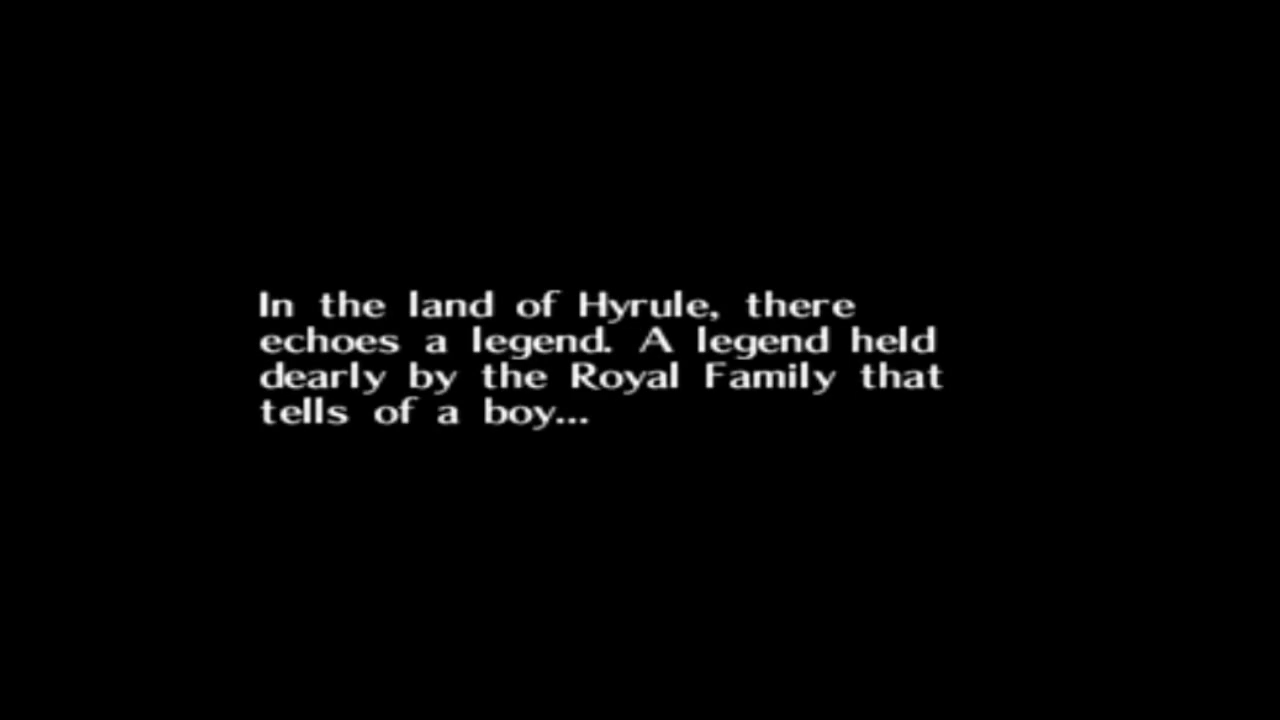 In the land of Hyrule, there
echoes a legend. A legend held
dearly by the Royal Family that
tells of a boy...